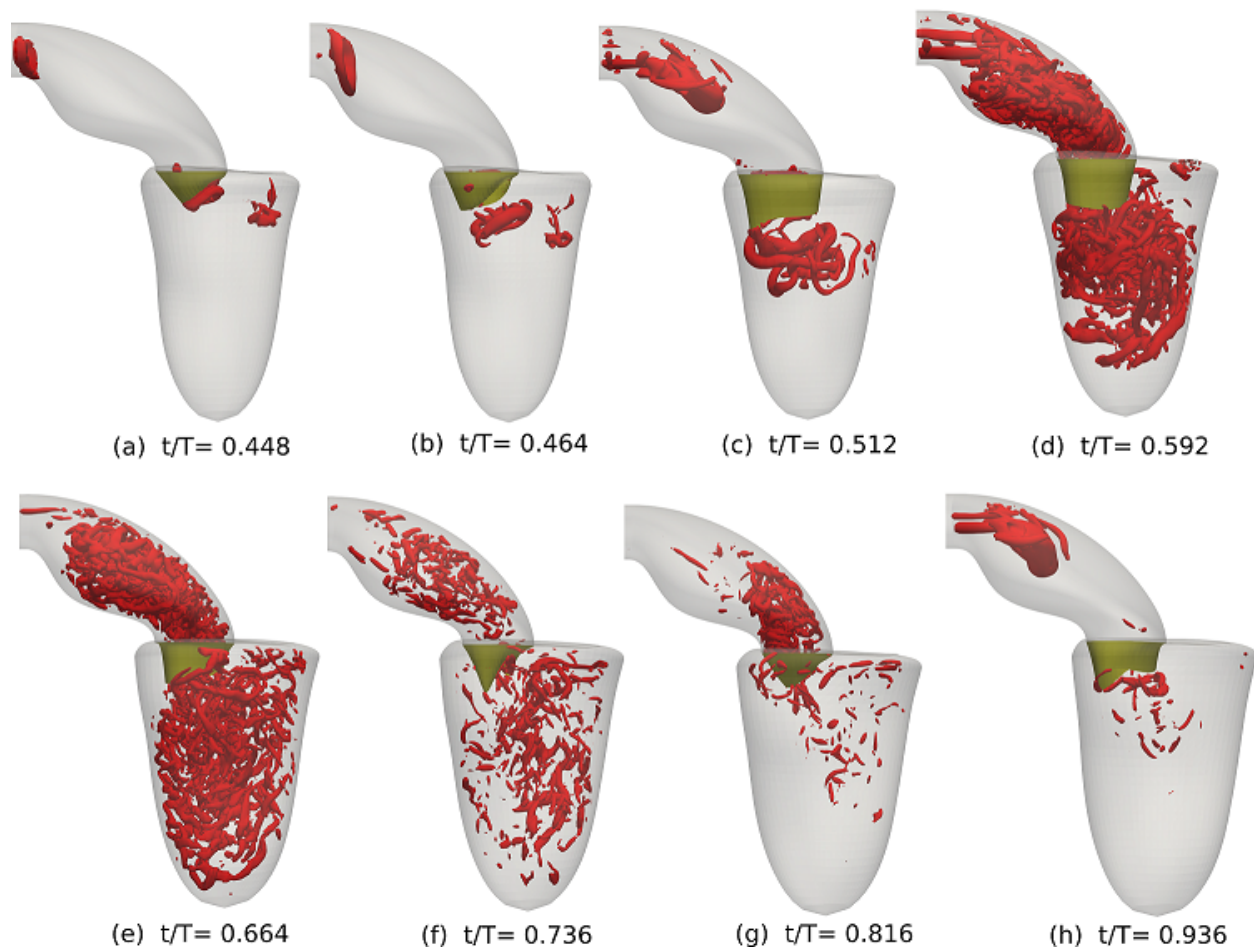 (a) t/T= 0.448
(b) t/T= 0.464
(c) t/T= 0.512
(d) t/T= 0.592
(e) t/T= 0.664
(f) t/T= 0.736
(g) t/T= 0.816
(h) t/T= 0.936